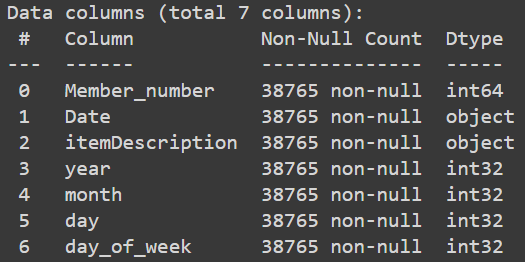 Data columns (total 7 columns):
 #   Column           Non-Null Count  Dtype
---  ------           --------------  -----
 0   Member_number    38765 non-null  int64
 1   Date             38765 non-null  object
 2   itemDescription  38765 non-null  object
 3   year             38765 non-null  int32
 4   month            38765 non-null  int32
 5   day              38765 non-null  int32
 6   day_of_week      38765 non-null  int32